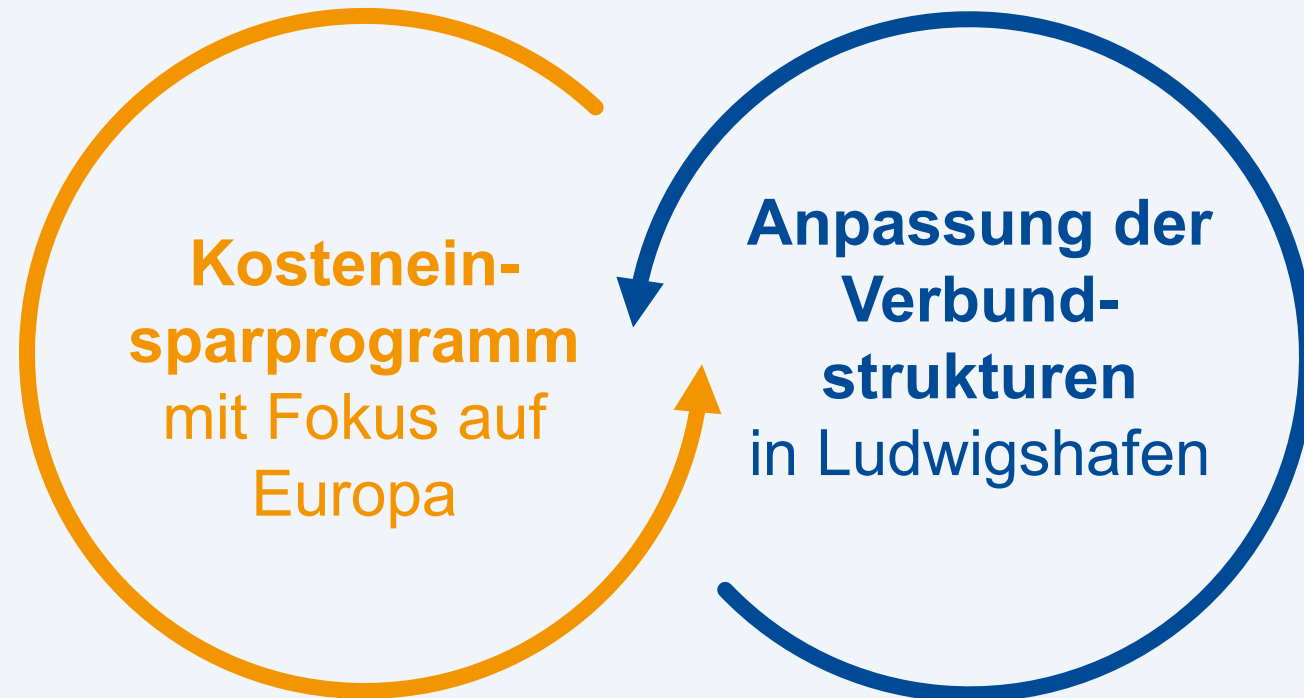 Kostenein-
sparprogramm
mit Fokus auf
Europa
Anpassung der
Verbund-
strukturen
in Ludwigshafen